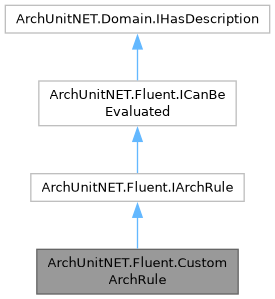 ArchUnitNET.Domain.IHasDescription
ArchUnitNET.Fluent.ICanBe
Evaluated
ArchUnitNET.Fluent.IArchRule
ArchUnitNET.Fluent.Custom
ArchRule